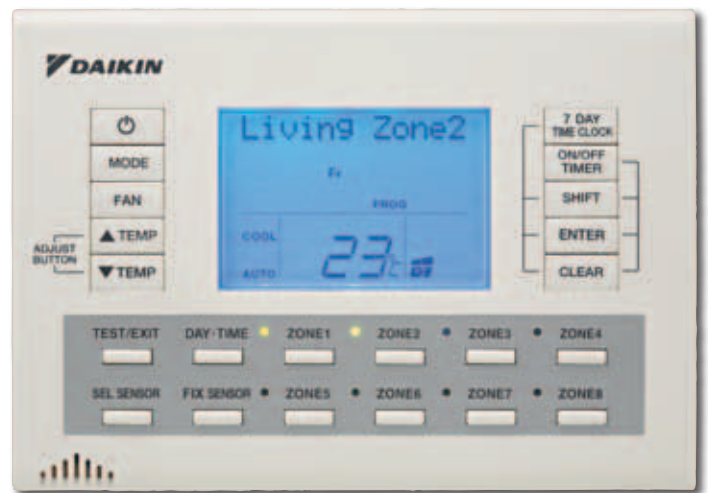 DAIKIN
MODE
FAN
▲ TEMP
▼ TEMP
ADJUST
BUTTON
Living Zone2
Fr
PROG
COOL
AUTO
23°C
7 DAY
TIME CLOCK
ON/OFF
TIMER
SHIFT
ENTER
CLEAR
TEST/EXIT DAY·TIME ZONE1 ZONE2 ZONE3 ZONE4
SEL SENSOR FIX SENSOR ZONE5 ZONE6 ZONE7 ZONE8